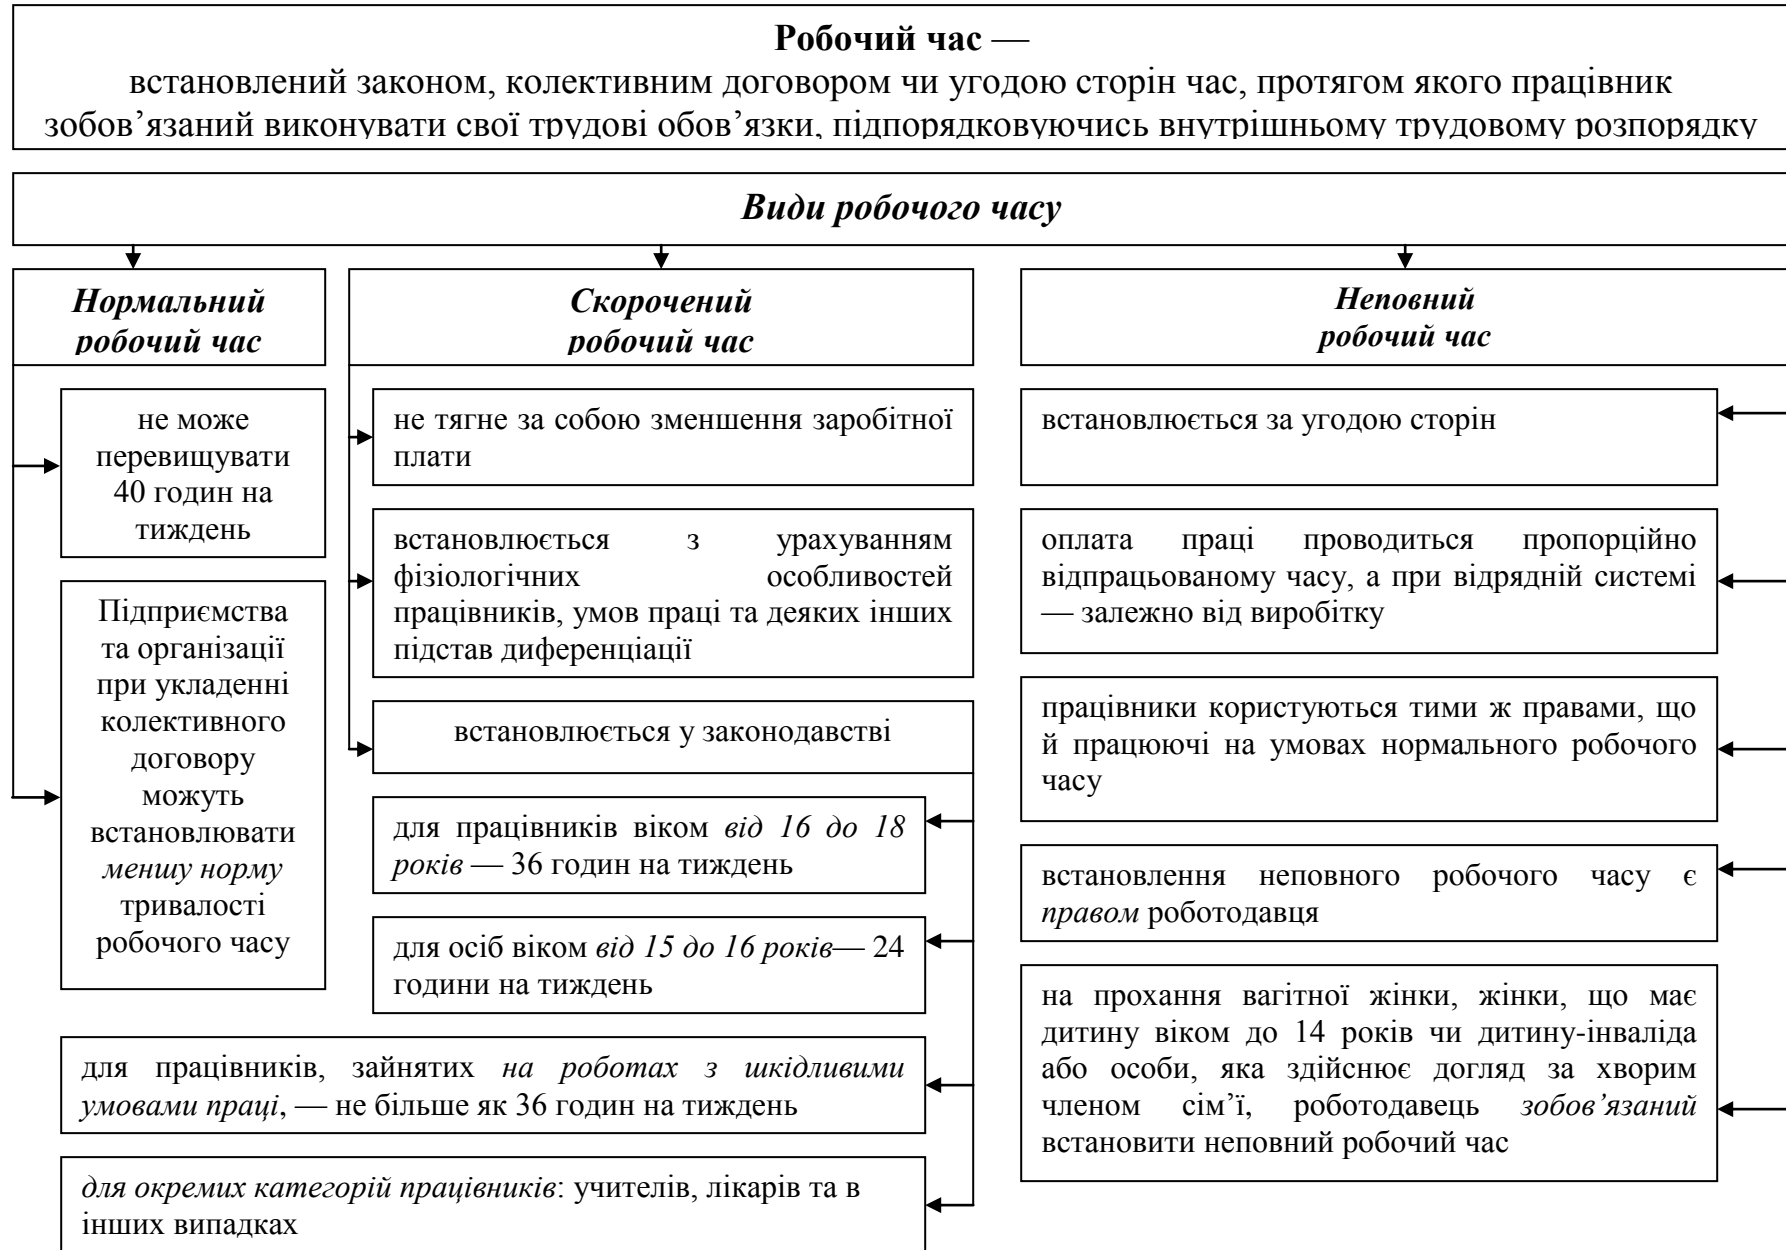 Робочий час —
встановлений законом, колективним договором чи угодою сторін час, протягом якого працівник
зобов’язаний виконувати свої трудові обов’язки, підпорядковуючись внутрішньому трудовому розпорядку
Види робочого часу
Нормальний
робочий час
не може
перевищувати
40 годин на
тиждень
Підприємства
та організації
при укладенні
колективного
договору
можуть
встановлювати
меншу норму
тривалості
робочого часу
Скорочений
робочий час
не тягне за собою зменшення заробітної
плати
встановлюється з урахуванням
фізіологічних особливостей
працівників, умов праці та деяких інших
підстав диференціації
встановлюється у законодавстві
для працівників віком від 16 до 18
років — 36 годин на тиждень
для осіб віком від 15 до 16 років— 24
години на тиждень
для працівників, зайнятих на роботах з шкідливими
умовами праці, — не більше як 36 годин на тиждень
для окремих категорій працівників: учителів, лікарів та в
інших випадках
Неповний
робочий час
встановлюється за угодою сторін
оплата праці проводиться пропорційно
відпрацьованому часу, а при відрядній системі
— залежно від виробітку
працівники користуються тими ж правами, що
й працюючі на умовах нормального робочого
часу
встановлення неповного робочого часу є
правом роботодавця
на прохання вагітної жінки, жінки, що має
дитину віком до 14 років чи дитину-інваліда
або особи, яка здійснює догляд за хворим
членом сім’ї, роботодавець зобов’язаний
встановити неповний робочий час